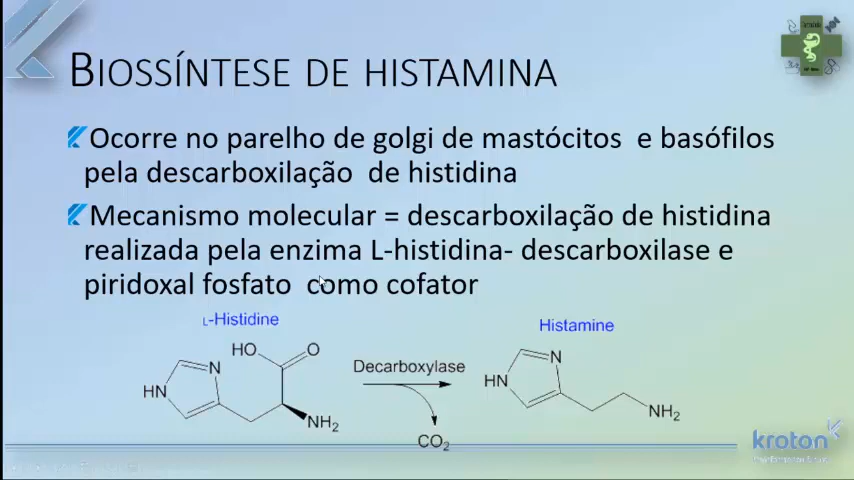 BIOSSÍNTESE DE HISTAMINA
Ocorre no parelho de golgi de mastócitos e basófilos
pela descarboxilação de histidina
Mecanismo molecular = descarboxilação de histidina
realizada pela enzima L-histidina- descarboxilase e
piridoxal fosfato como cofator
L-Histidine
Histamine
HO
O
N
HN
NH2
Decarboxylase
CO2
N
HN
NH2
kroton